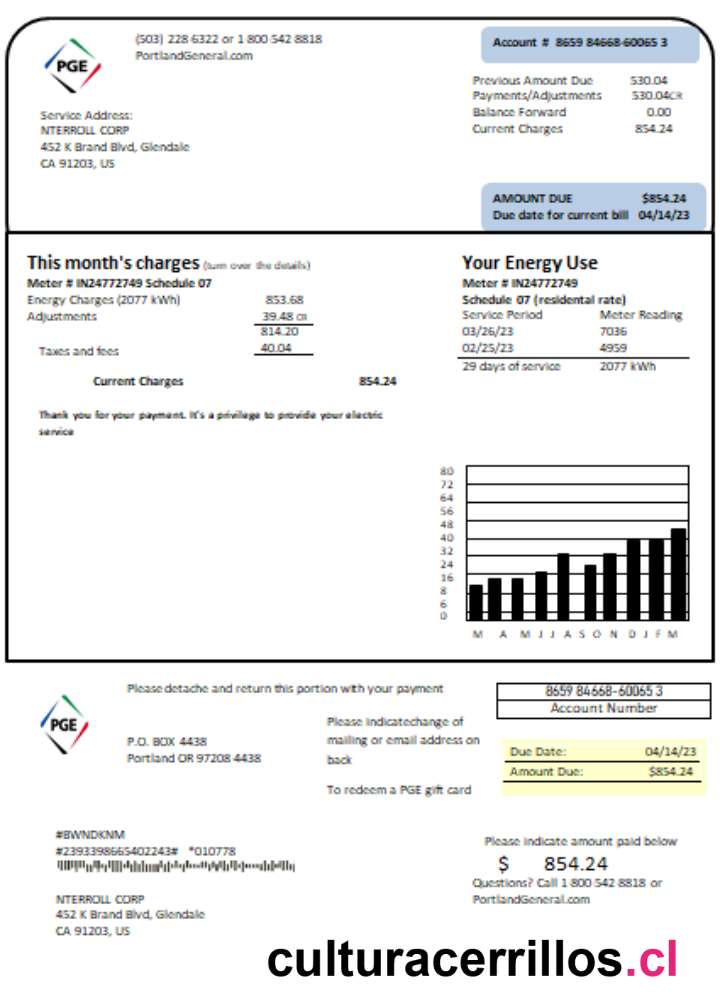 (503) 228 6322 or 1 800 542 8818
PortlandGeneral.com
PGE
Account # 8659 84668-60065 3
Previous Amount Due 530.04
Payments/Adjustments 530.04CR
Balance Forward 0.00
Current Charges 854.24
Service Address:
NTERROLL CORP
452 K Brand Blvd, Glendale
CA 91203, US
AMOUNT DUE $854.24
Due date for current bill 04/14/23
This month's charges (turn over the details)
Meter # IN24772749 Schedule 07
Energy Charges (2077 kWh) 853.68
Adjustments 39.48 CR
814.20
Taxes and fees 40.04
Current Charges 854.24
Thank you for your payment. It's a privilege to provide your electric
service
Your Energy Use
Meter # IN24772749
Schedule 07 (residental rate)
Service Period Meter Reading
03/26/23 7036
02/25/23 4959
29 days of service 2077 kWh
80
72
64
56
48
40
32
24
16
8
6
0
M A M J J A S O N D J F M
Please detache and return this portion with your payment
PGE
P.O. BOX 4438
Portland OR 97208 4438
Please indicatechange of
mailing or email address on
back
To redeem a PGE gift card
8659 84668-60065 3
Account Number
Due Date: 04/14/23
Amount Due: $854.24
#BWNDKNM
#2393398665402243# *010778
NTERROLL CORP
452 K Brand Blvd, Glendale
CA 91203, US
Please indicate amount paid below
$ 854.24
Questions? Call 1 800 542 8818 or
PortlandGeneral.com
culturacerrillos.cl